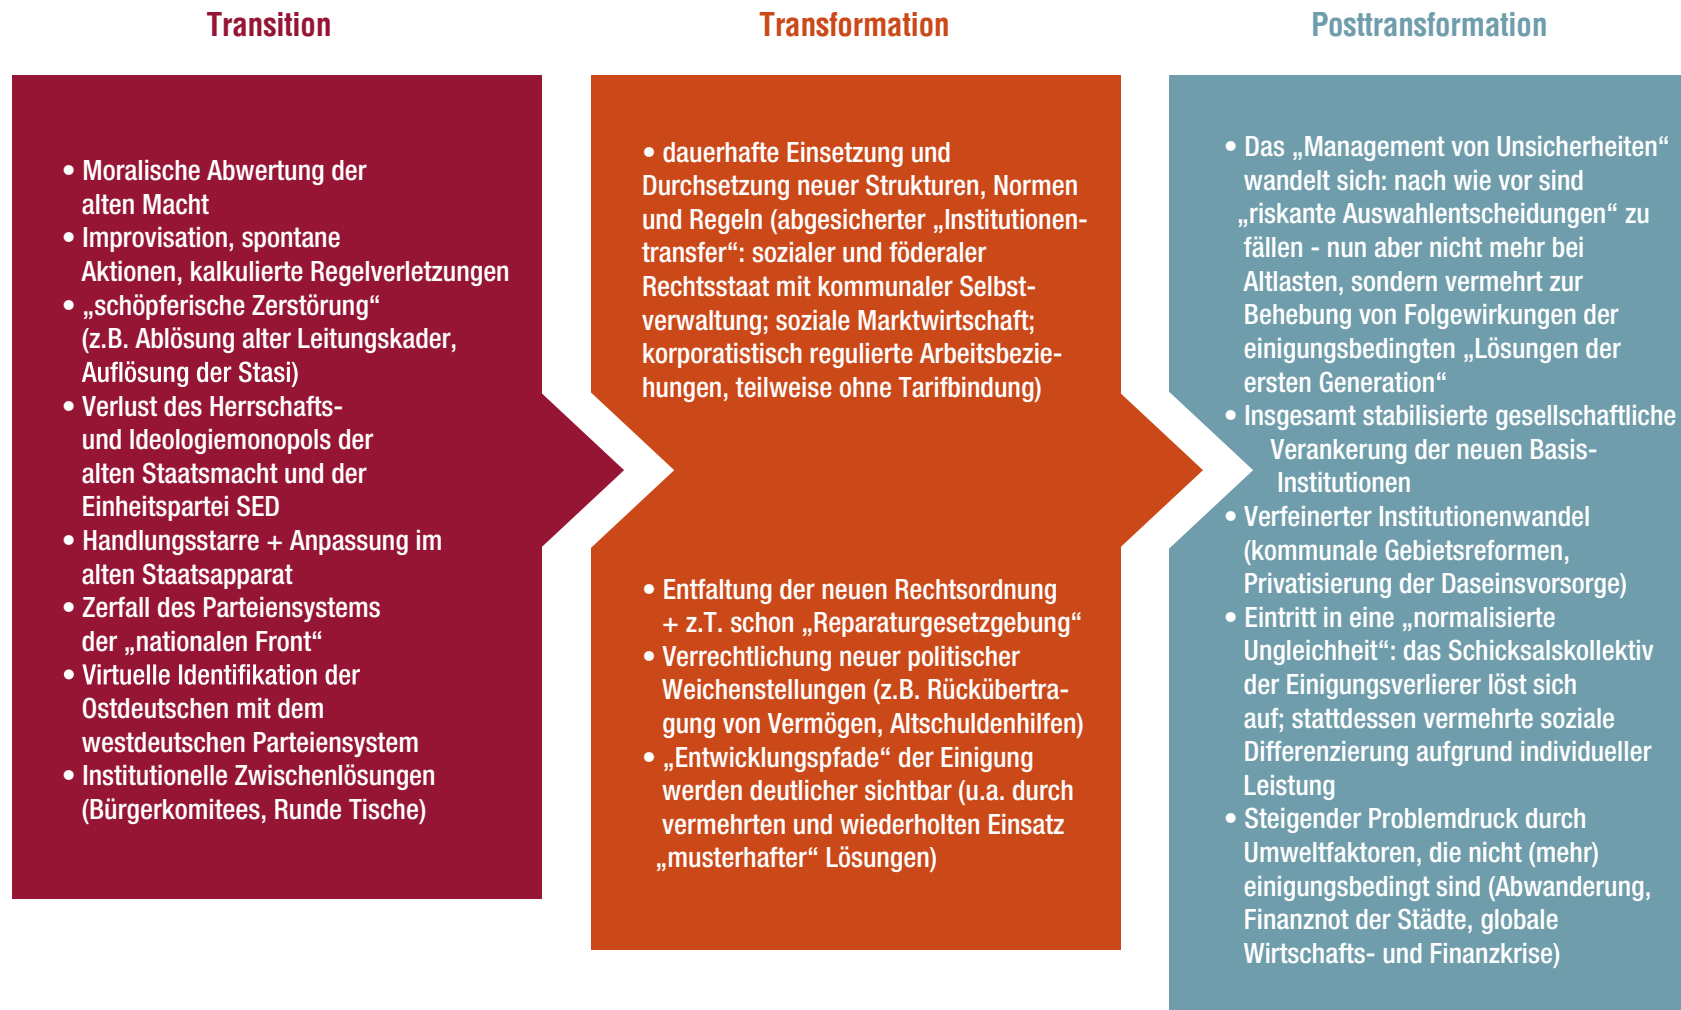 Transition
• Moralische Abwertung der
alten Macht
• Improvisation, spontane
Aktionen, kalkulierte Regelverletzungen
• „schöpferische Zerstörung“
(z.B. Ablösung alter Leitungskader,
Auflösung der Stasi)
• Verlust des Herrschafts-
und Ideologiemonopols der
alten Staatsmacht und der
Einheitspartei SED
• Handlungsstarre + Anpassung im
alten Staatsapparat
• Zerfall des Parteiensystems
der „nationalen Front“
• Virtuelle Identifikation der
Ostdeutschen mit dem
westdeutschen Parteiensystem
• Institutionelle Zwischenlösungen
(Bürgerkomitees, Runde Tische)
Transformation
• dauerhafte Einsetzung und
Durchsetzung neuer Strukturen, Normen
und Regeln (abgesicherter „Institutionen-
transfer“: sozialer und föderaler
Rechtsstaat mit kommunaler Selbst-
verwaltung; soziale Marktwirtschaft;
korporatistisch regulierte Arbeitsbezie-
hungen, teilweise ohne Tarifbindung)
• Entfaltung der neuen Rechtsordnung
+ z.T. schon „Reparaturgesetzgebung“
• Verrechtlichung neuer politischer
Weichenstellungen (z.B. Rückübertra-
gung von Vermögen, Altschuldenhilfen)
• „Entwicklungspfade“ der Einigung
werden deutlicher sichtbar (u.a. durch
vermehrten und wiederholten Einsatz
„musterhafter“ Lösungen)
Posttransformation
• Das „Management von Unsicherheiten“
wandelt sich: nach wie vor sind
„riskante Auswahlentscheidungen“ zu
fällen - nun aber nicht mehr bei
Altlasten, sondern vermehrt zur
Behebung von Folgewirkungen der
einigungsbedingten „Lösungen der
ersten Generation“
• Insgesamt stabilisierte gesellschaftliche
Verankerung der neuen Basis-
Institutionen
• Verfeinerter Institutionenwandel
(kommunale Gebietsreformen,
Privatisierung der Daseinsvorsorge)
• Eintritt in eine „normalisierte
Ungleichheit“: das Schicksalskollektiv
der Einigungsverlierer löst sich
auf; stattdessen vermehrte soziale
Differenzierung aufgrund individueller
Leistung
• Steigender Problemdruck durch
Umweltfaktoren, die nicht (mehr)
einigungsbedingt sind (Abwanderung,
Finanznot der Städte, globale
Wirtschafts- und Finanzkrise)